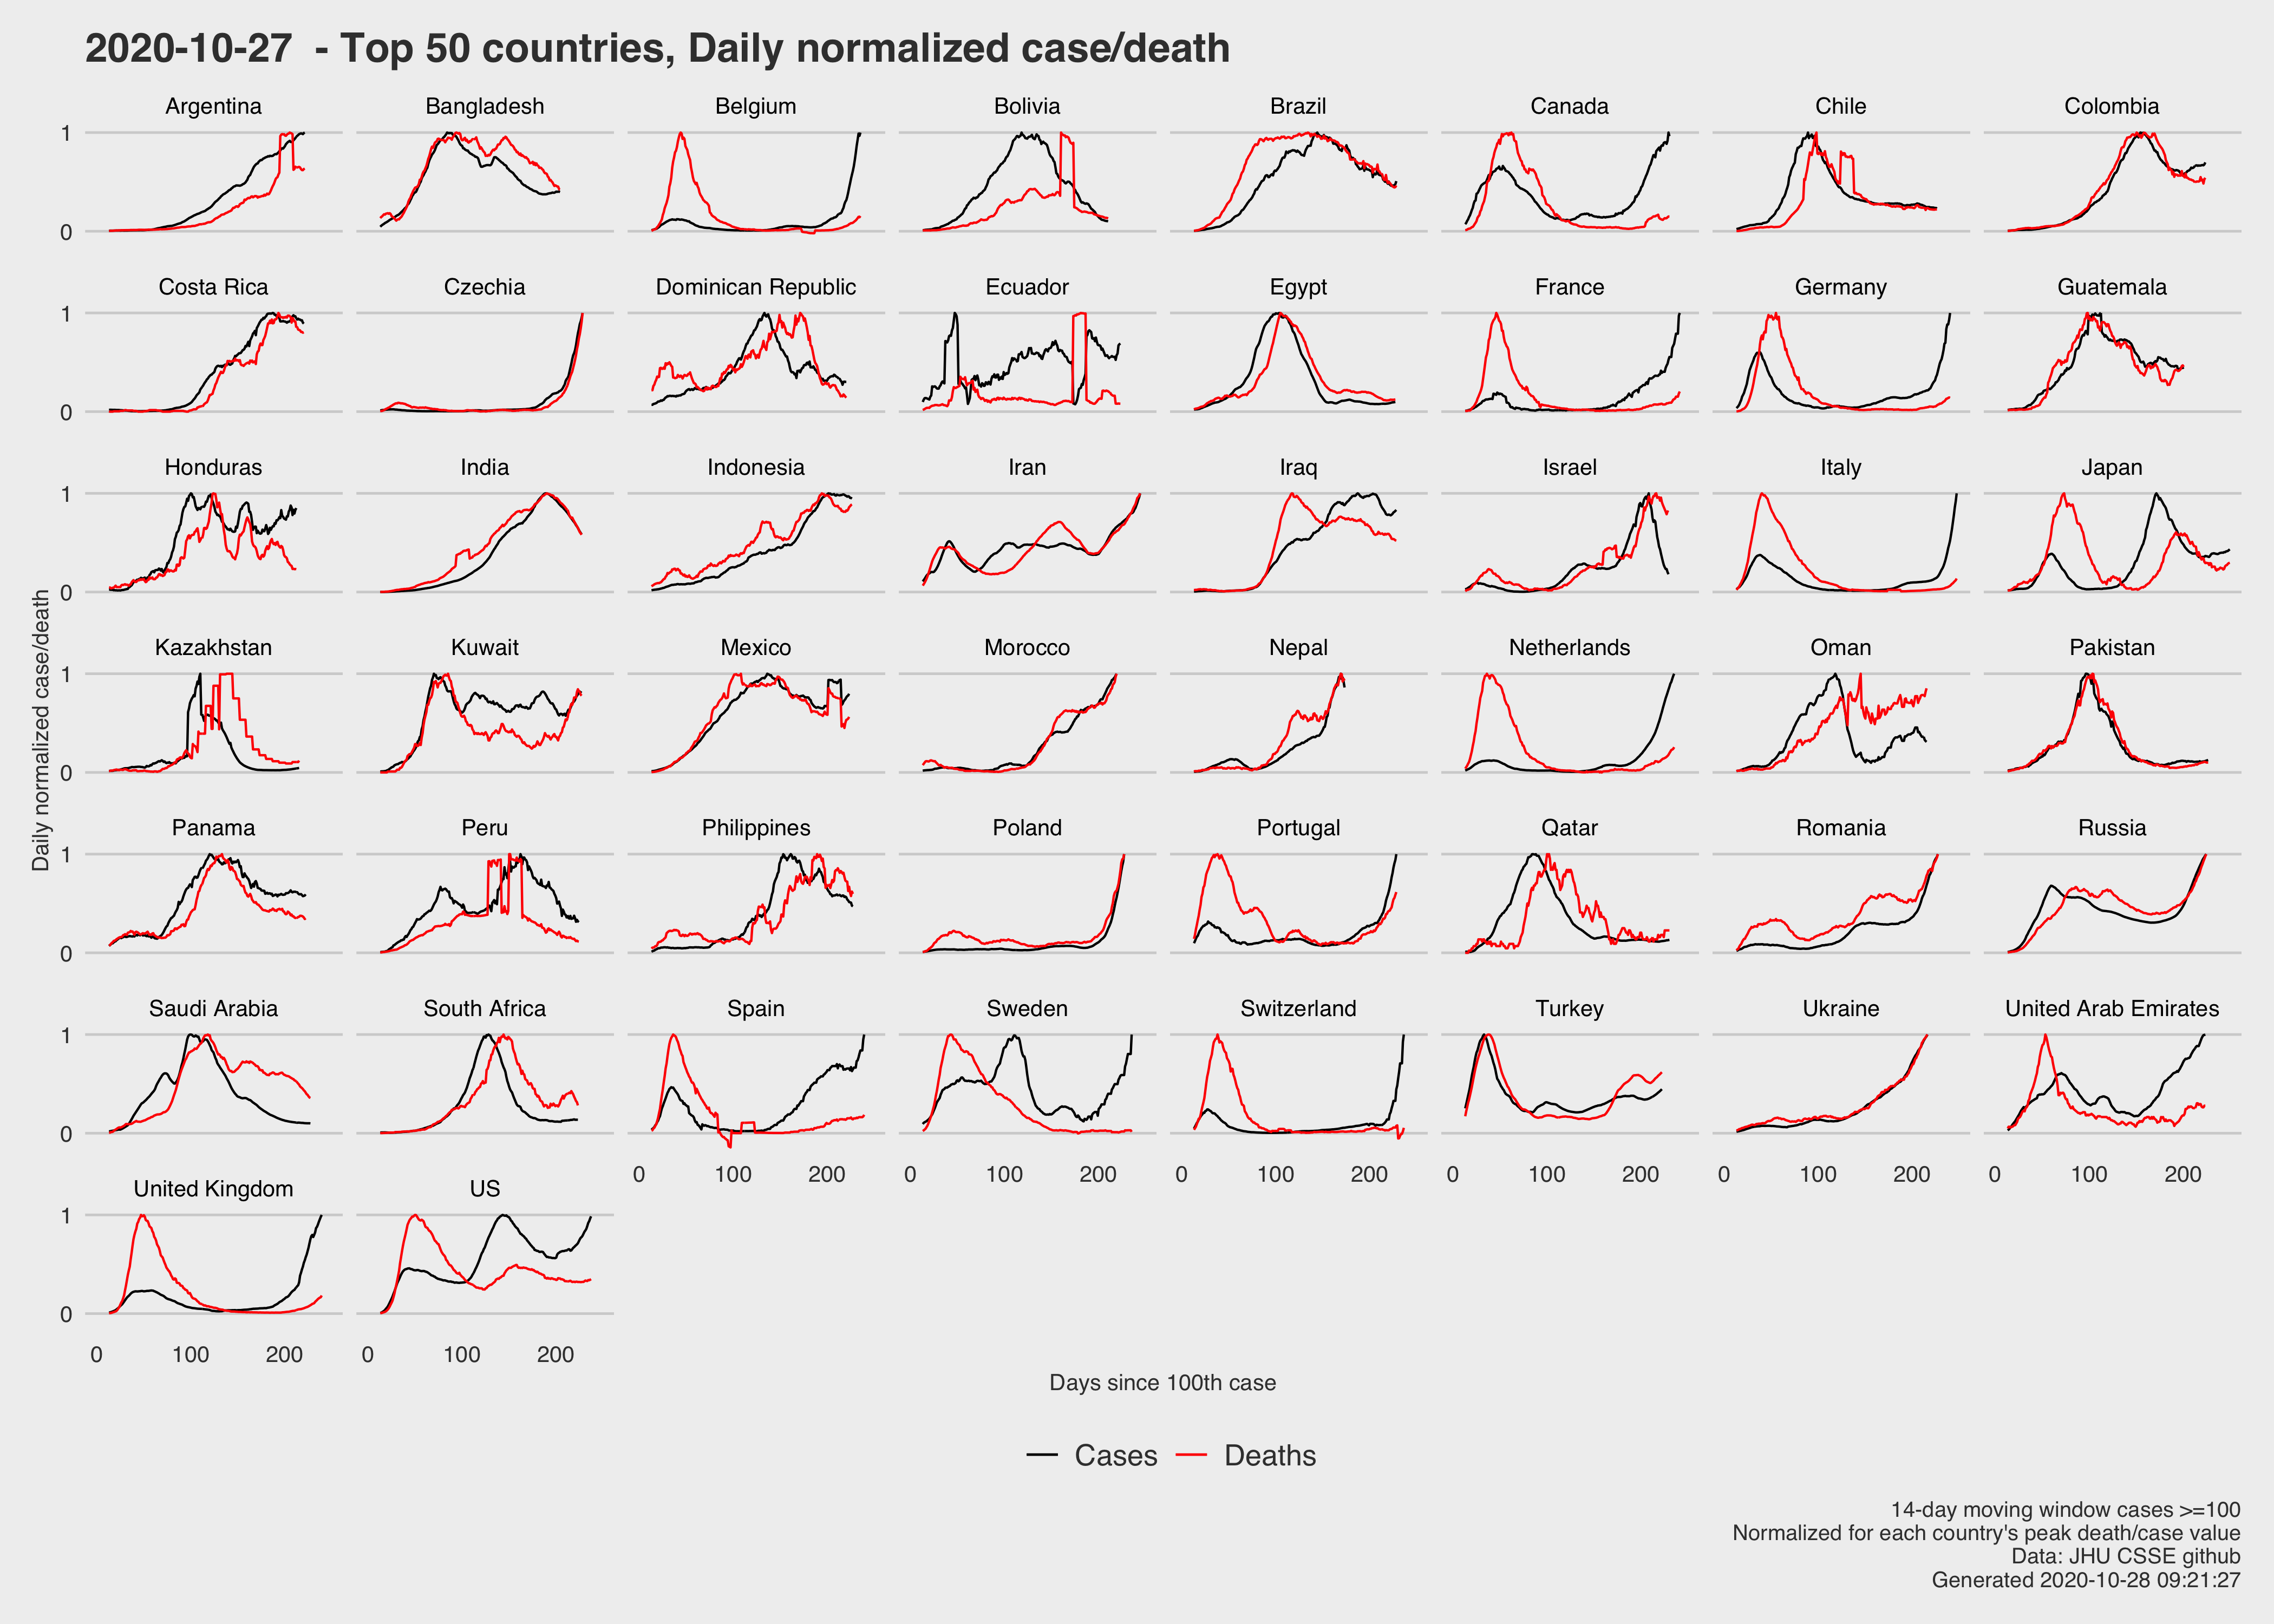 2020-10-27  - Top 50 countries, Daily normalized case/death
Argentina Bangladesh Belgium Bolivia Brazil Canada Chile Colombia
1
0
Costa Rica Czechia Dominican Republic Ecuador Egypt France Germany Guatemala
1
0
Honduras India Indonesia Iran Iraq Israel Italy Japan
1
0
Daily normalized case/death
Kazakhstan Kuwait Mexico Morocco Nepal Netherlands Oman Pakistan
1
0
Panama Peru Philippines Poland Portugal Qatar Romania Russia
1
0
Saudi Arabia South Africa Spain Sweden Switzerland Turkey Ukraine United Arab Emirates
1
0
0 100 200 0 100 200 0 100 200 0 100 200 0 100 200 0 100 200
United Kingdom US
1
0
0 100 200 0 100 200
Days since 100th case
Cases Deaths
14-day moving window cases >=100
Normalized for each country's peak death/case value
Data: JHU CSSE github
Generated 2020-10-28 09:21:27